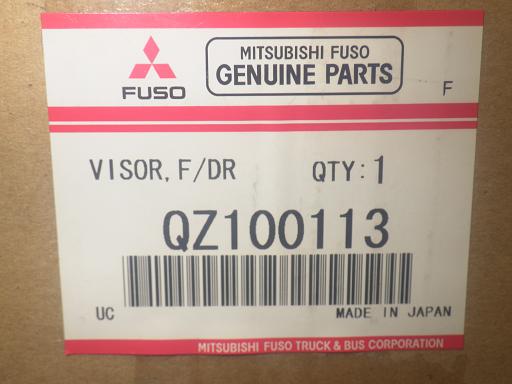 FUSO
MITSUBISHI FUSO
GENUINE PARTS
F
VISOR, F/DR QTY: 1
QZ100113
UC MADE IN JAPAN
MITSUBISHI FUSO TRUCK & BUS CORPORATION